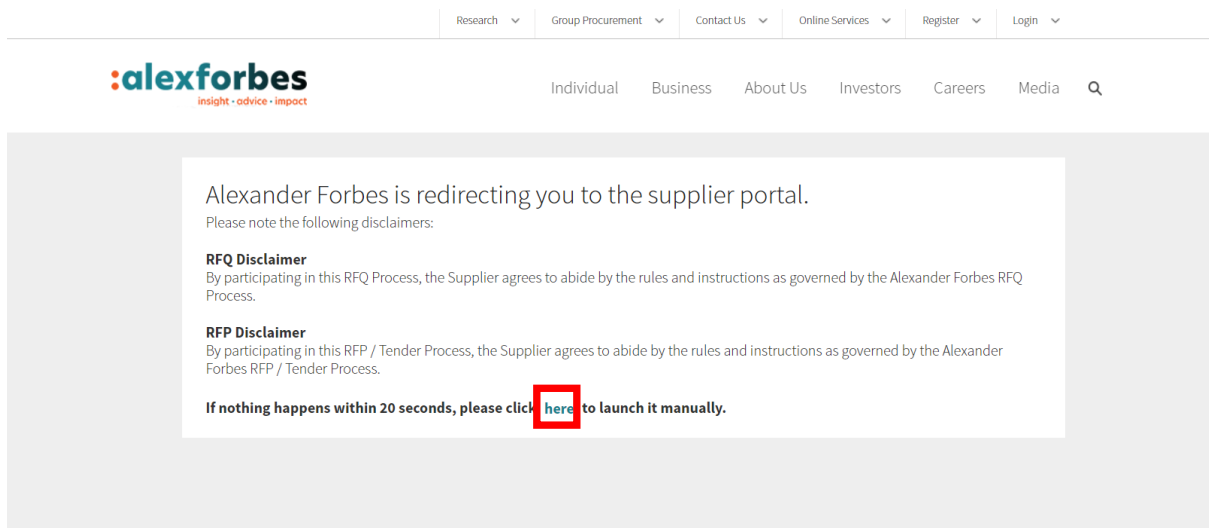 Research Group Procurement Contact Us Online Services Register Login
:alexforbes
insight · advice · impact
Individual Business About Us Investors Careers Media
Alexander Forbes is redirecting you to the supplier portal.
Please note the following disclaimers:
RFQ Disclaimer
By participating in this RFQ Process, the Supplier agrees to abide by the rules and instructions as governed by the Alexander Forbes RFQ
Process.
RFP Disclaimer
By participating in this RFP / Tender Process, the Supplier agrees to abide by the rules and instructions as governed by the Alexander
Forbes RFP / Tender Process.
If nothing happens within 20 seconds, please click here to launch it manually.